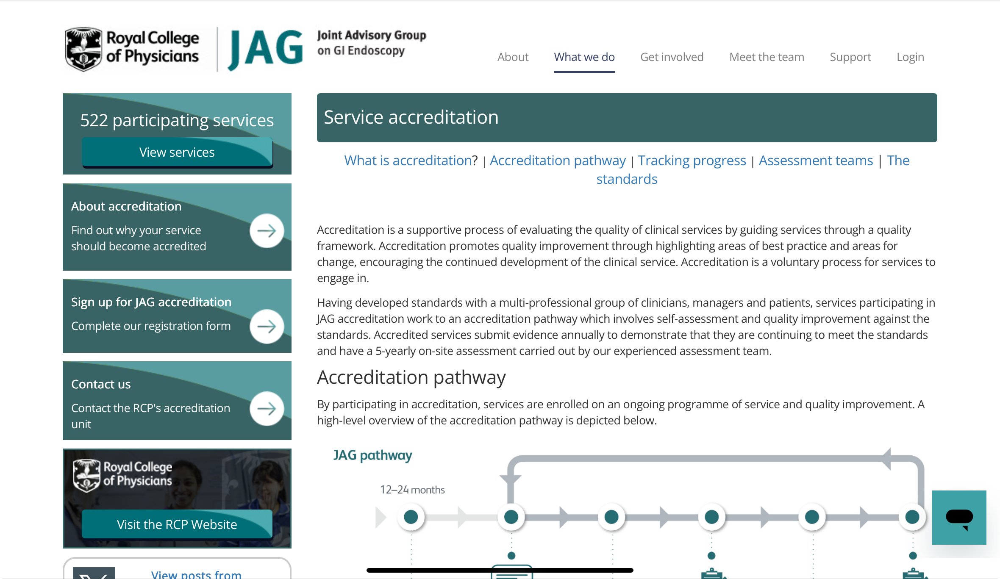 Royal College
of Physicians
JAG
Joint Advisory Group
on GI Endoscopy
About
What we do
Get involved
Meet the team
Support
Login
522 participating services
View services
About accreditation
Find out why your service
should become accredited
Sign up for JAG accreditation
Complete our registration form
Contact us
Contact the RCP's accreditation
unit
Royal College
of Physicians
Visit the RCP Website
View posts from
Service accreditation
What is accreditation? | Accreditation pathway | Tracking progress | Assessment teams | The
standards
Accreditation is a supportive process of evaluating the quality of clinical services by guiding services through a quality
framework. Accreditation promotes quality improvement through highlighting areas of best practice and areas for
change, encouraging the continued development of the clinical service. Accreditation is a voluntary process for services to
engage in.
Having developed standards with a multi-professional group of clinicians, managers and patients, services participating in
JAG accreditation work to an accreditation pathway which involves self-assessment and quality improvement against the
standards. Accredited services submit evidence annually to demonstrate that they are continuing to meet the standards
and have a 5-yearly on-site assessment carried out by our experienced assessment team.
Accreditation pathway
By participating in accreditation, services are enrolled on an ongoing programme of service and quality improvement. A
high-level overview of the accreditation pathway is depicted below.
JAG pathway
12–24 months